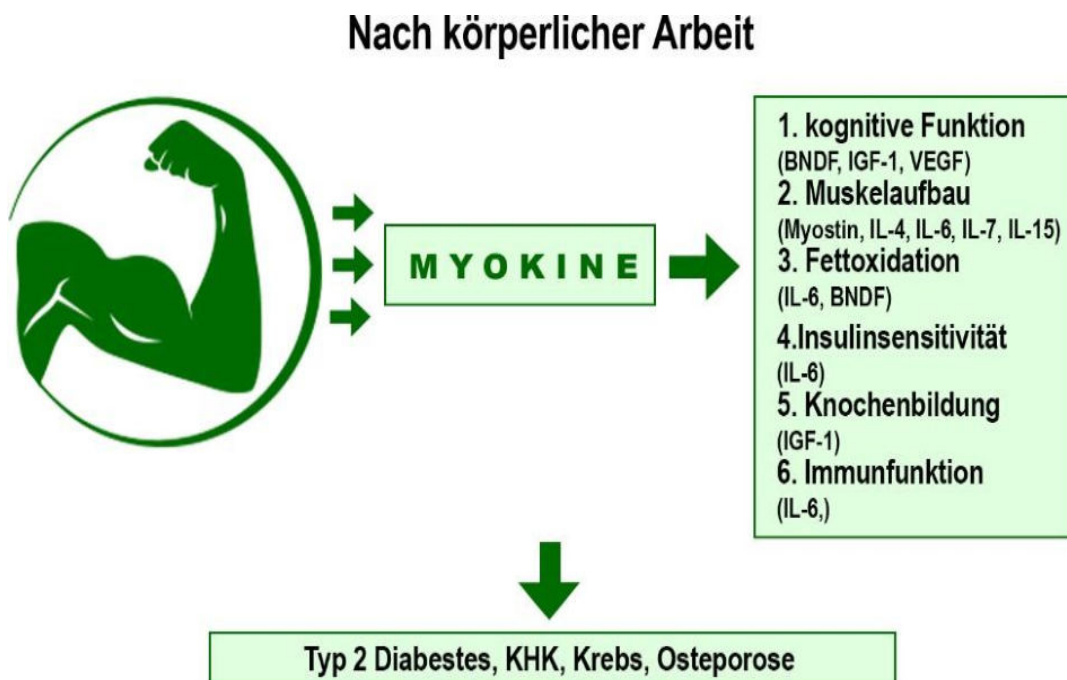 Nach körperlicher Arbeit
MYOKINE
1. kognitive Funktion
(BNDF, IGF-1, VEGF)
2. Muskelaufbau
(Myostin, IL-4, IL-6, IL-7, IL-15)
3. Fettoxidation
(IL-6, BNDF)
4.Insulinsensitivität
(IL-6)
5. Knochenbildung
(IGF-1)
6. Immunfunktion
(IL-6,)
Typ 2 Diabestes, KHK, Krebs, Osteporose